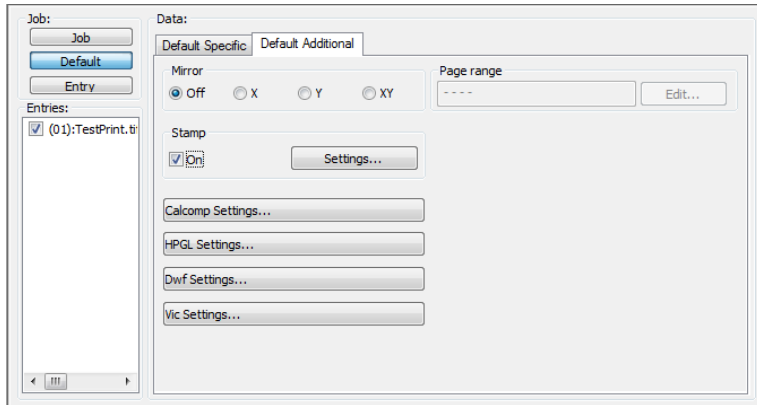 Job:
Job
Default
Entry
Entries:
(01):TestPrint.ti
Data:
Default Specific
Default Additional
Mirror
Off
X
Y
XY
Page range
- - - -
Edit...
Stamp
On
Settings...
Calcomp Settings...
HPGL Settings...
Dwf Settings...
Vic Settings...